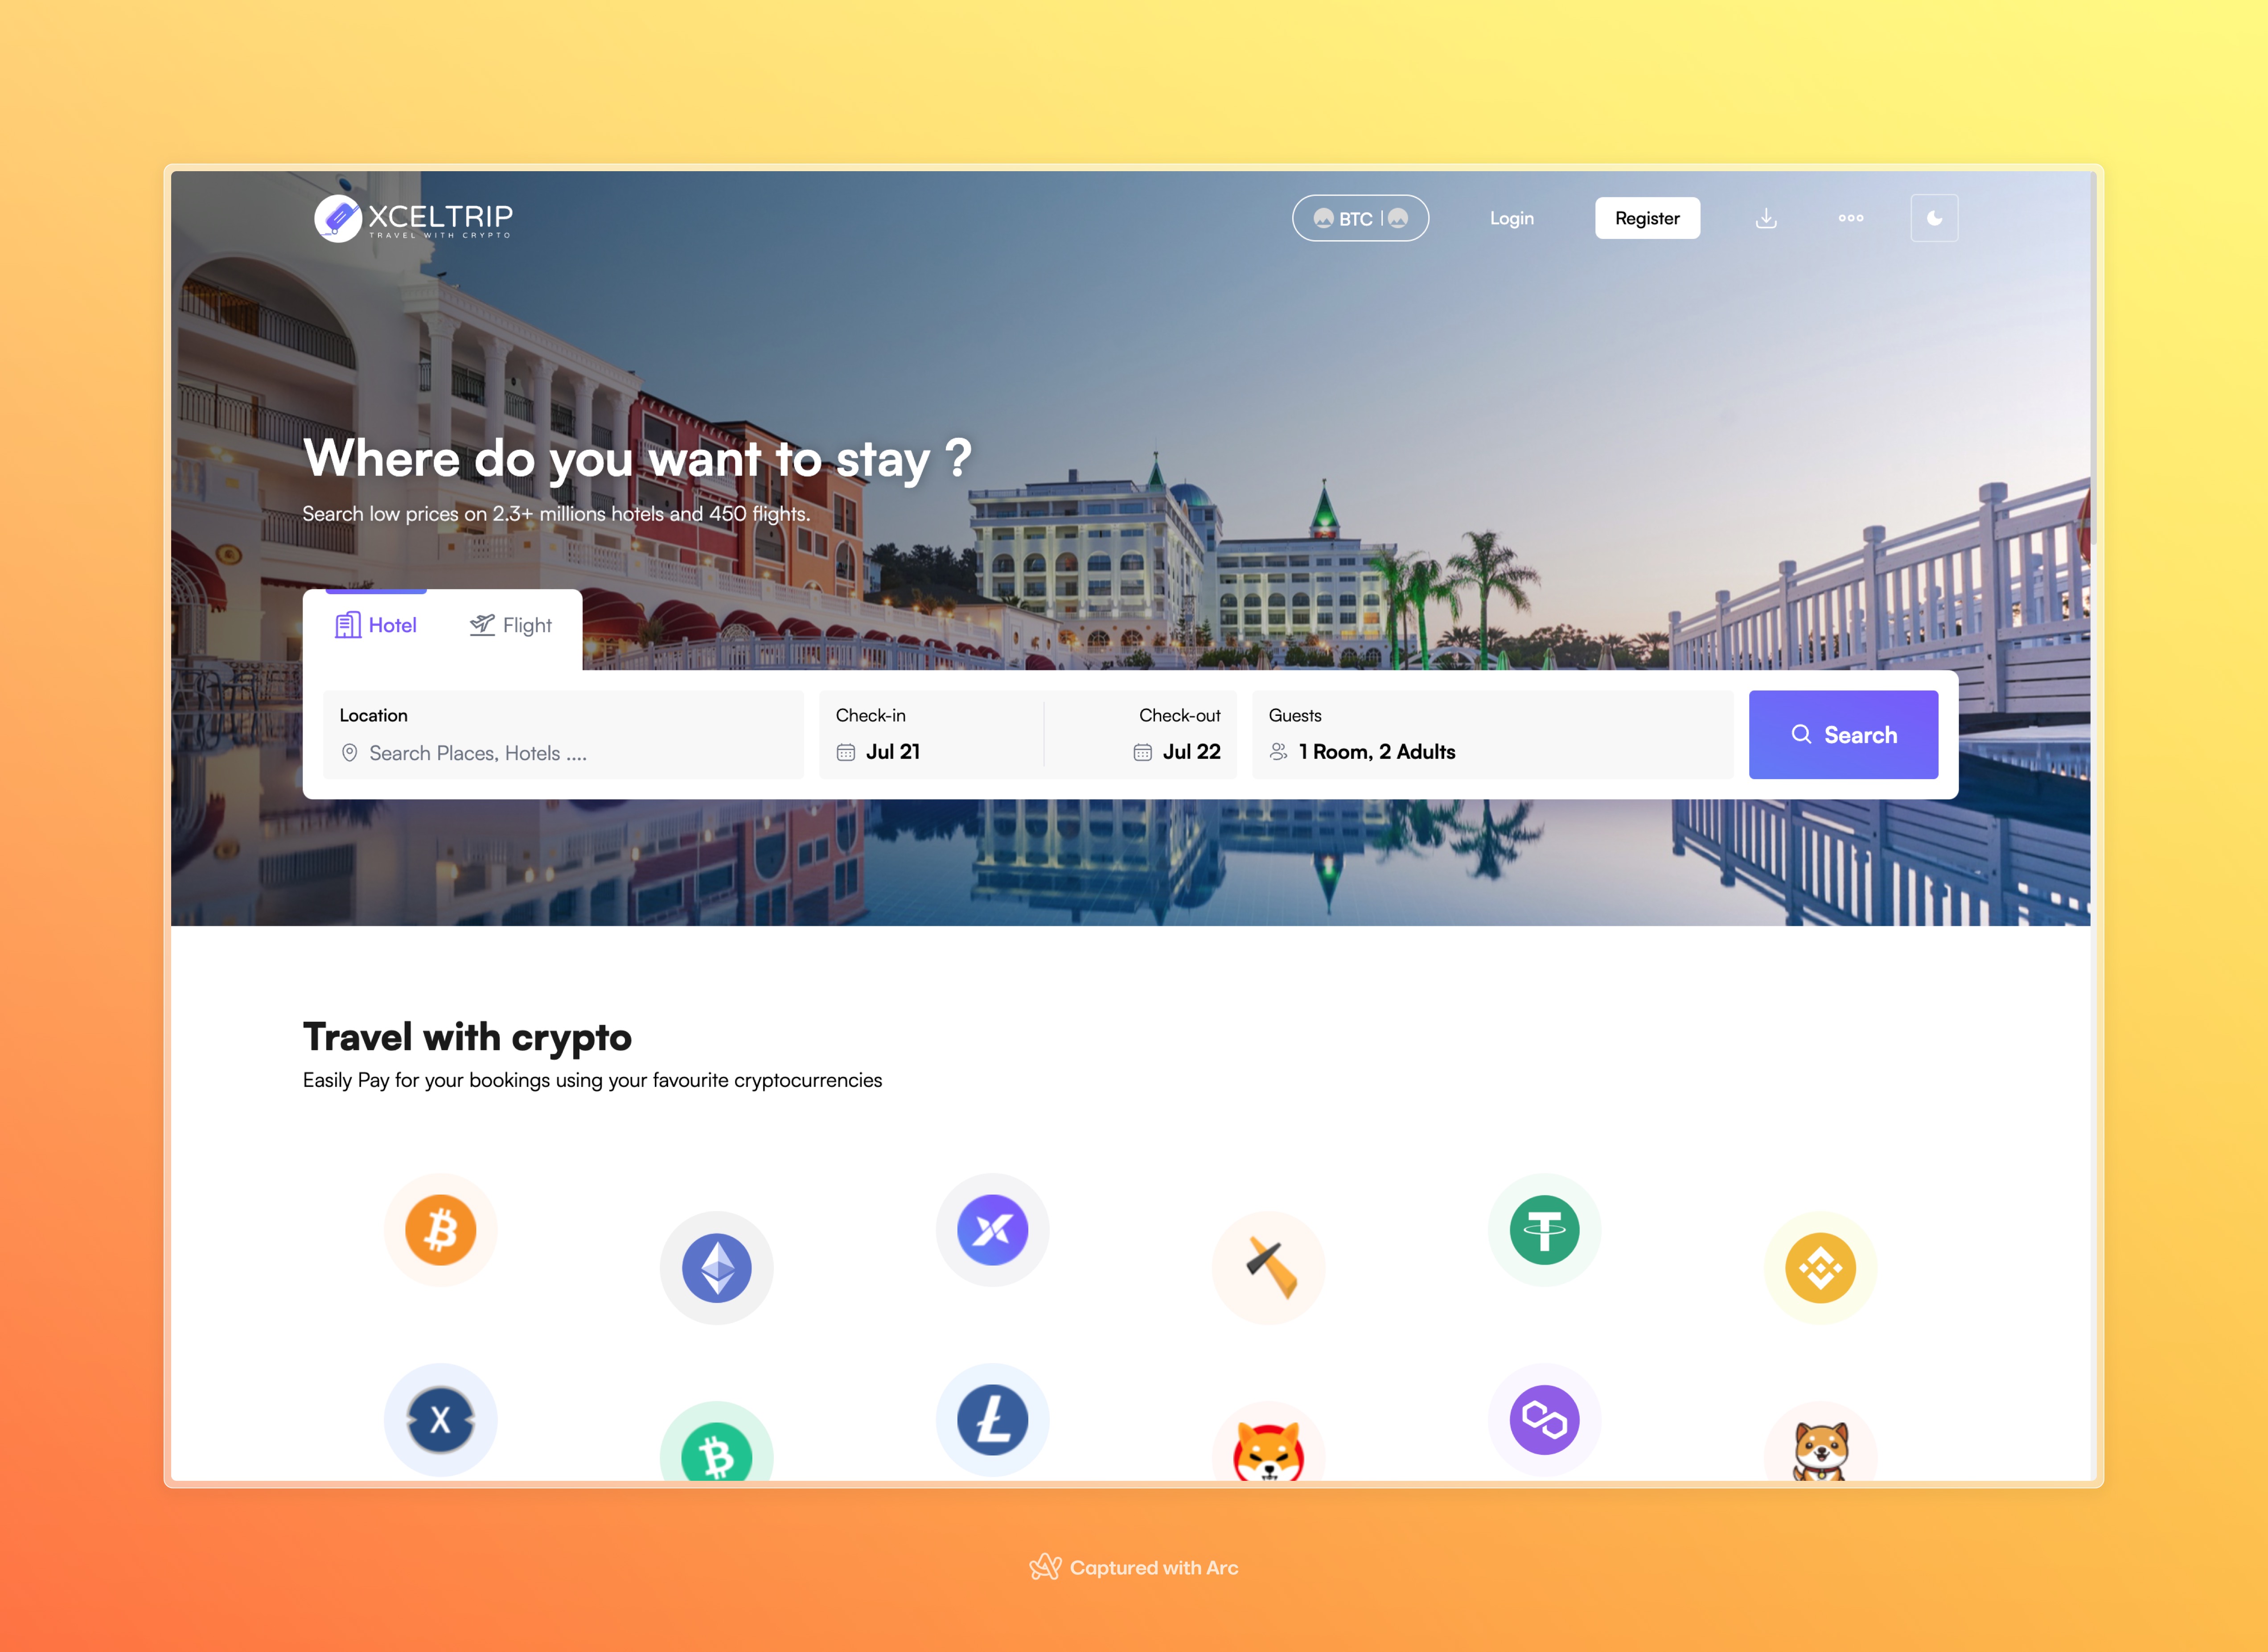 XCELTRIP
TRAVEL WITH CRYPTO
BTC
Login
Register
Where do you want to stay ?
Search low prices on 2.3+ millions hotels and 450 flights.
Hotel
Flight
Location
Search Places, Hotels ....
Check-in
Jul 21
Check-out
Jul 22
Guests
1 Room, 2 Adults
Search
Travel with crypto
Easily Pay for your bookings using your favourite cryptocurrencies
X
Captured with Arc